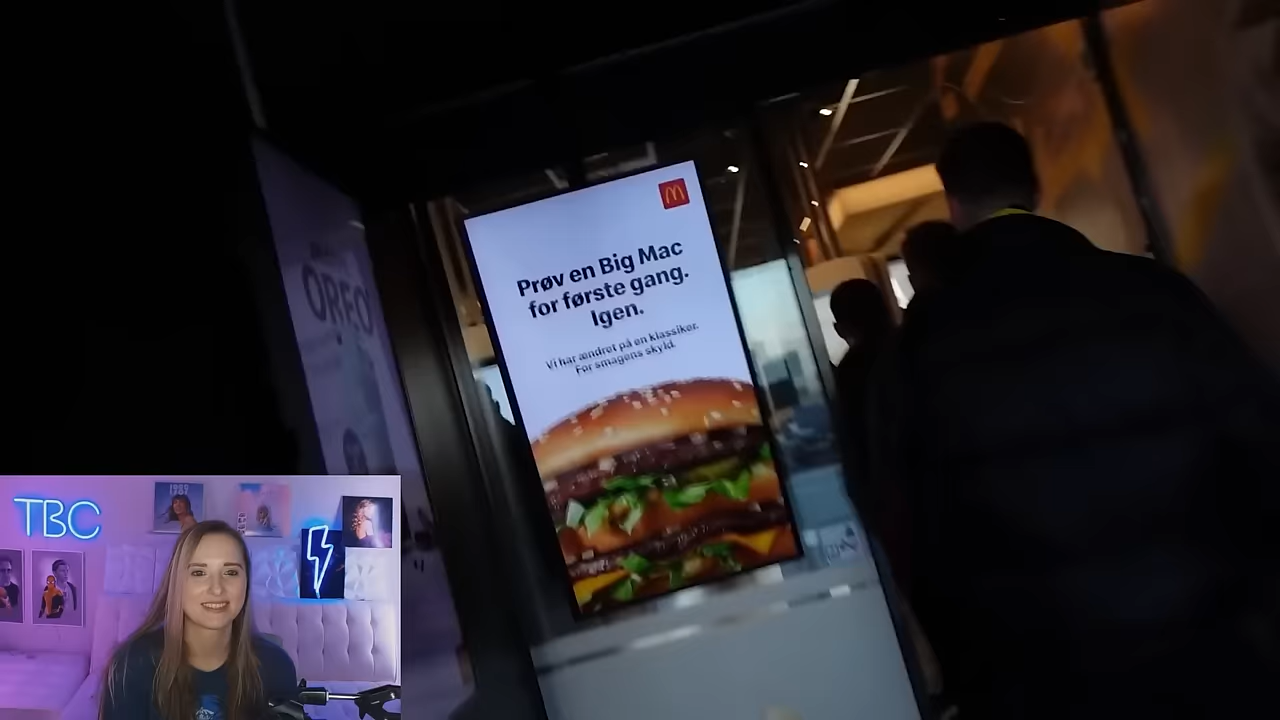 OREO
Prøv en Big Mac
for første gang.
Igen.
Vi har ændret på en klassiker.
For smagens skyld.
TBC
1989